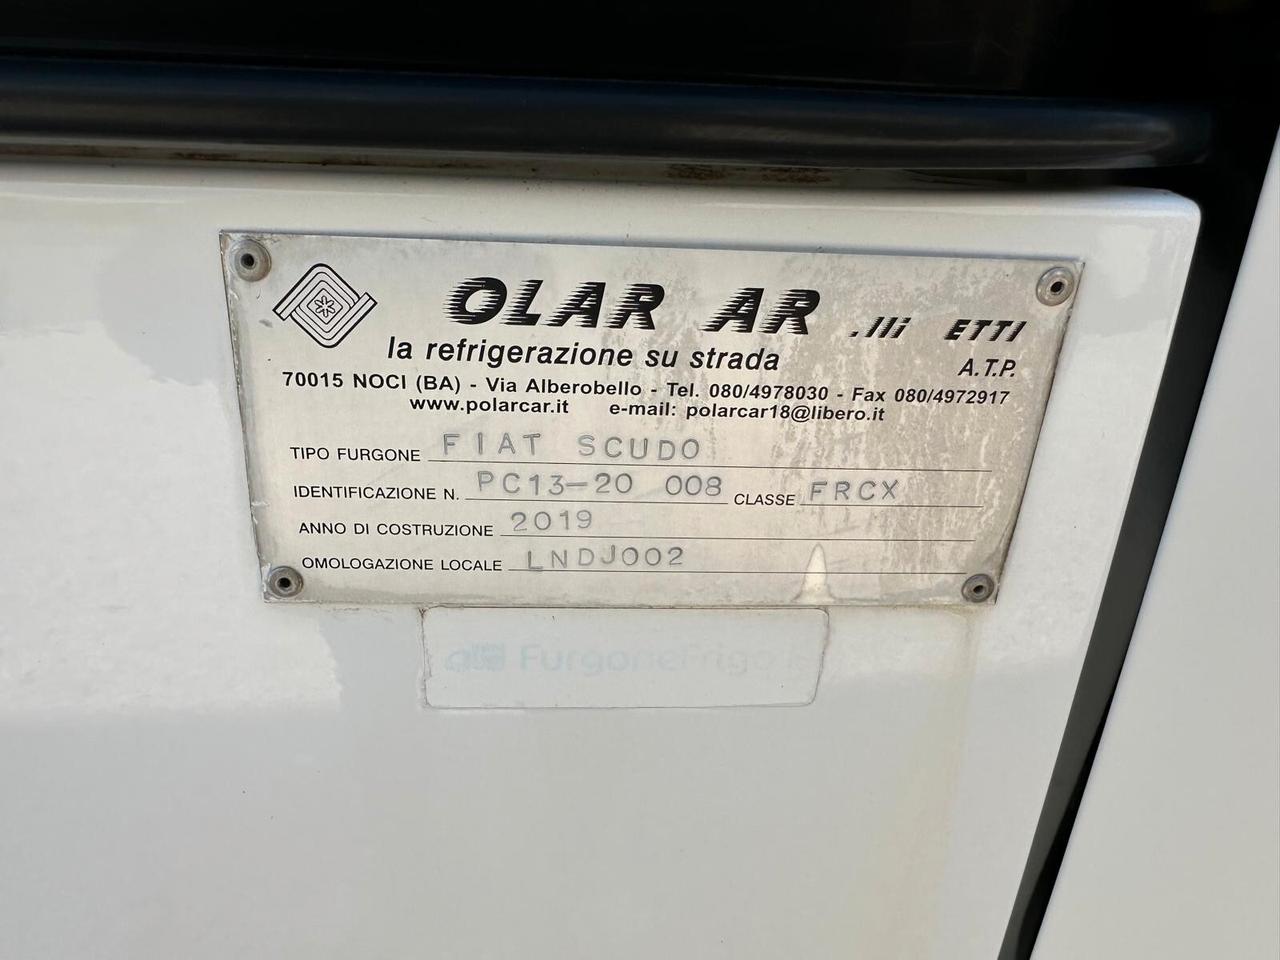 OLAR AR .lli ETTI
la refrigerazione su strada A.T.P.
70015 NOCI (BA) - Via Alberobello - Tel. 080/4978030 - Fax 080/4972917
www.polarcar.it e-mail: polarcar18@libero.it
TIPO FURGONE FIAT SCUDO
IDENTIFICAZIONE N. PC13-20 008 CLASSE FRCX
ANNO DI COSTRUZIONE 2019
OMOLOGAZIONE LOCALE LNDJ002
FurgoneFrigo